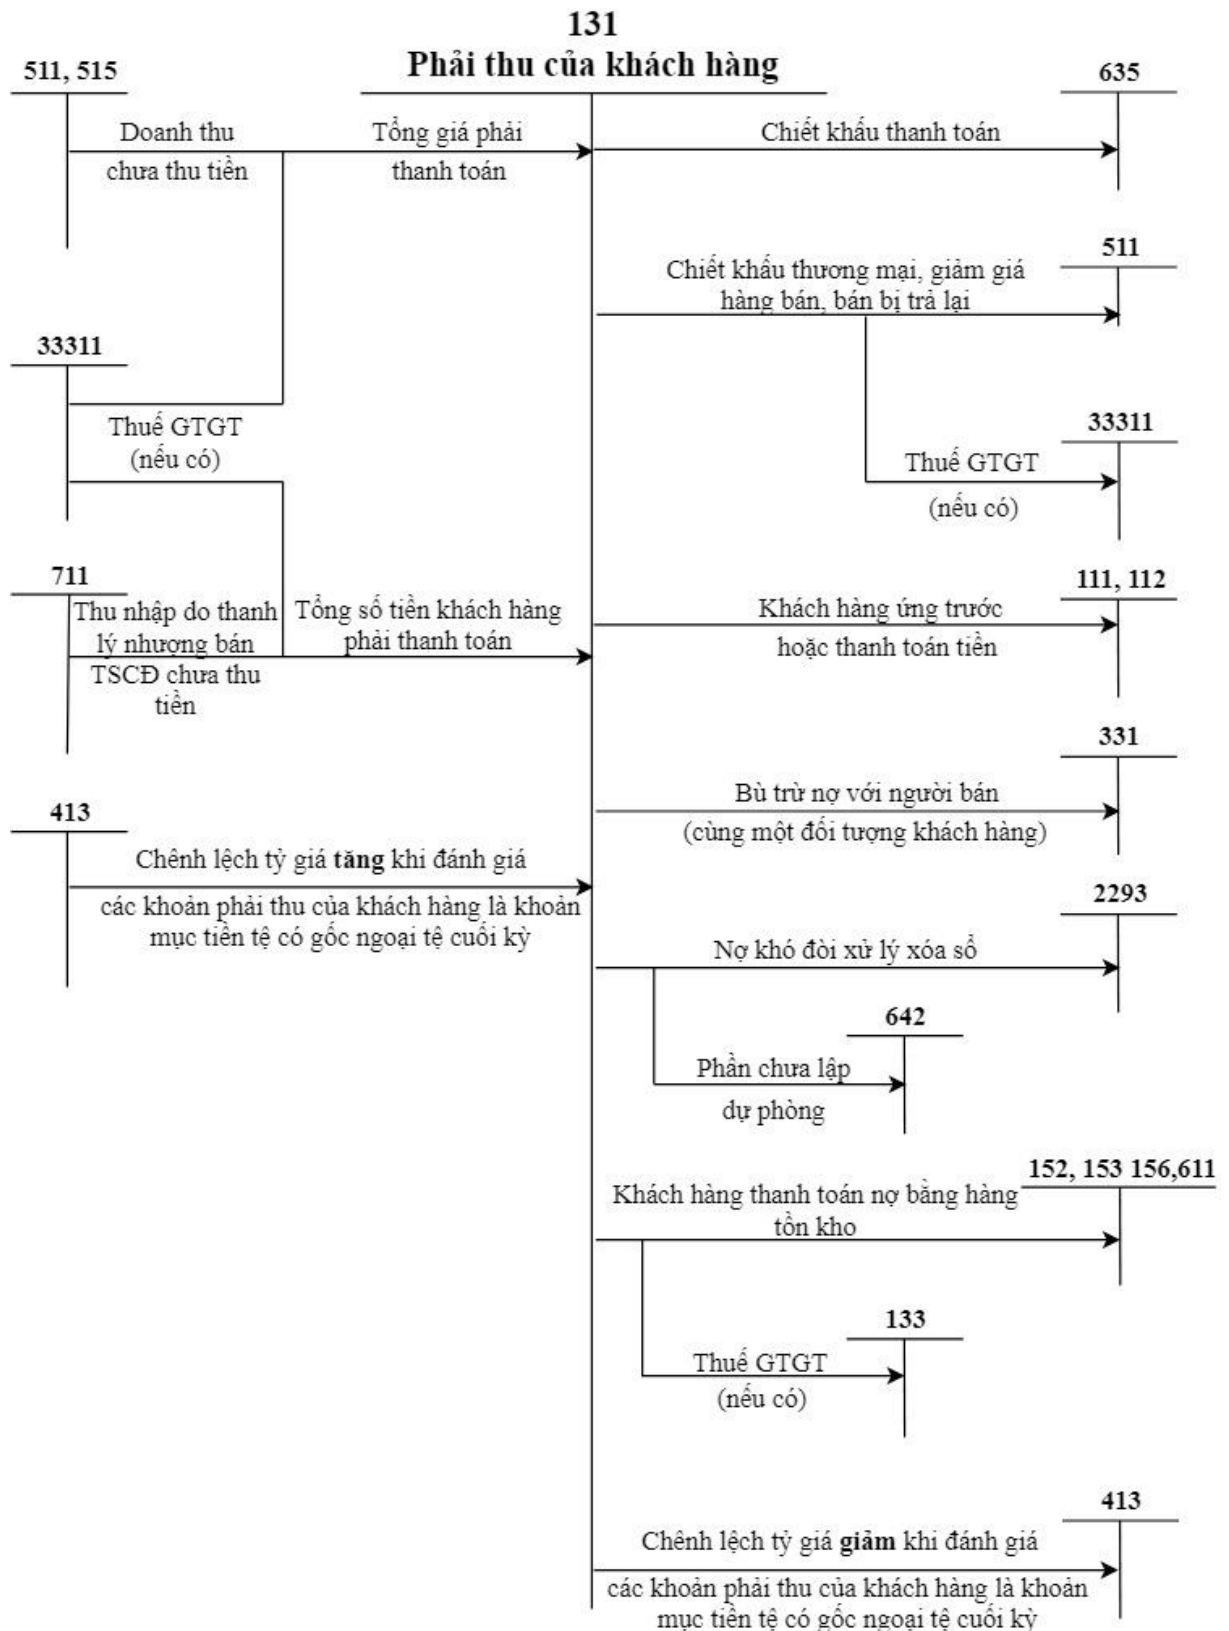 131
Phải thu của khách hàng
511, 515
Doanh thu
chưa thu tiền
Tổng giá phải
thanh toán
33311
Thuế GTGT
(nếu có)
711
Thu nhập do thanh
lý nhượng bán
TSCĐ chưa thu
tiền
Tổng số tiền khách hàng
phải thanh toán
413
Chênh lệch tỷ giá tăng khi đánh giá
các khoản phải thu của khách hàng là khoản
mục tiền tệ có gốc ngoại tệ cuối kỳ
635
Chiết khấu thanh toán
511
Chiết khấu thương mại, giảm giá
hàng bán, bán bị trả lại
33311
Thuế GTGT
(nếu có)
111, 112
Khách hàng ứng trước
hoặc thanh toán tiền
331
Bù trừ nợ với người bán
(cùng một đối tượng khách hàng)
2293
Nợ khó đòi xử lý xóa sổ
642
Phần chưa lập
dự phòng
152, 153 156,611
Khách hàng thanh toán nợ bằng hàng
tồn kho
133
Thuế GTGT
(nếu có)
413
Chênh lệch tỷ giá giảm khi đánh giá
các khoản phải thu của khách hàng là khoản
mục tiền tệ có gốc ngoại tệ cuối kỳ